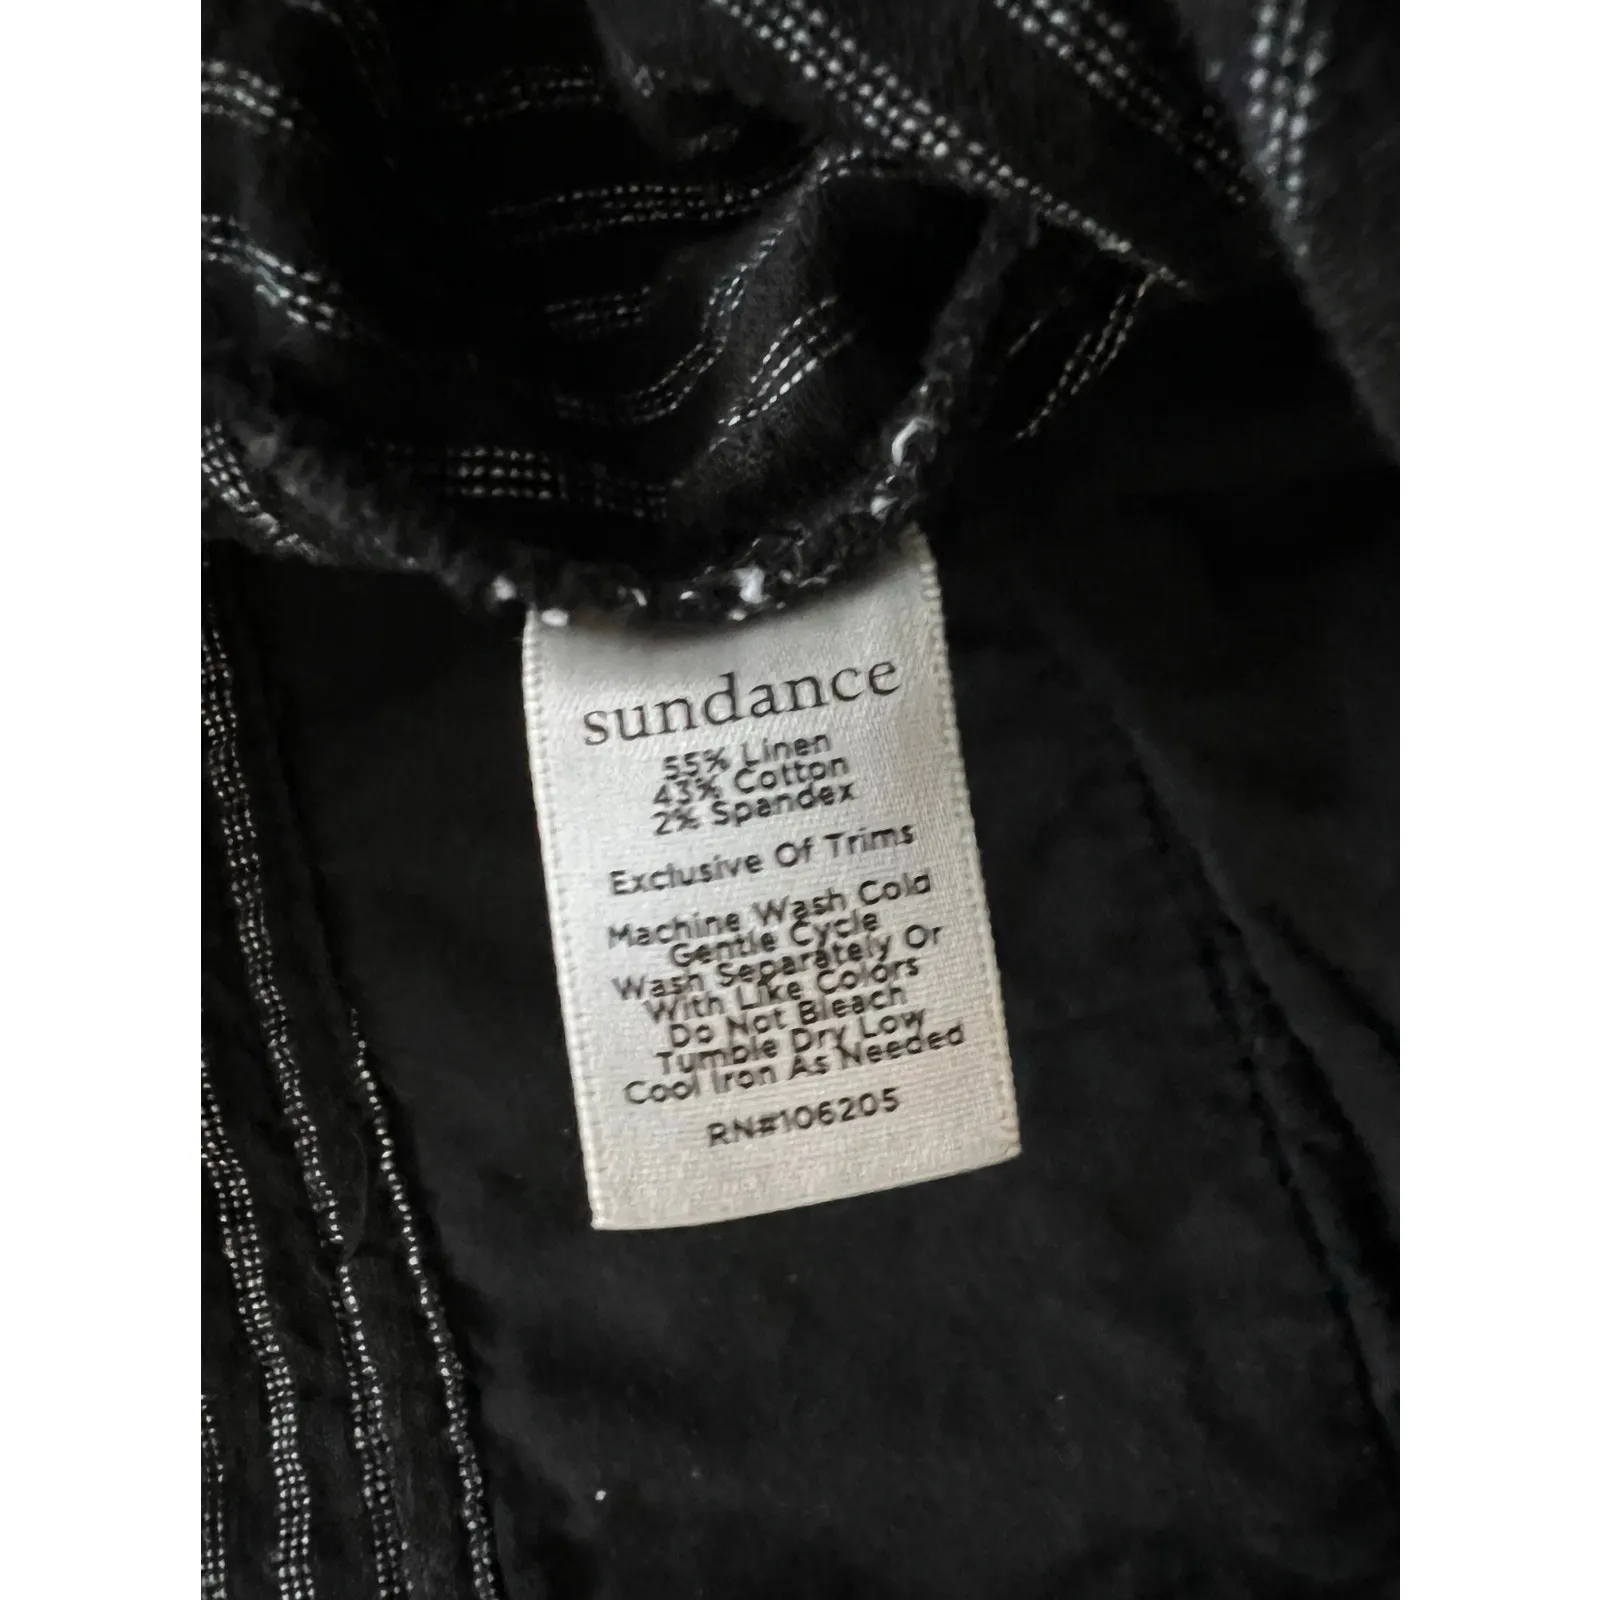 sundance
55% Linen
43% Cotton
2% Spandex
Exclusive Of Trims
Machine Wash Cold
Gentle Cycle
Wash Separately Or
With Like Colors
Do Not Bleach
Tumble Dry Low
Cool Iron As Needed
RN#106205